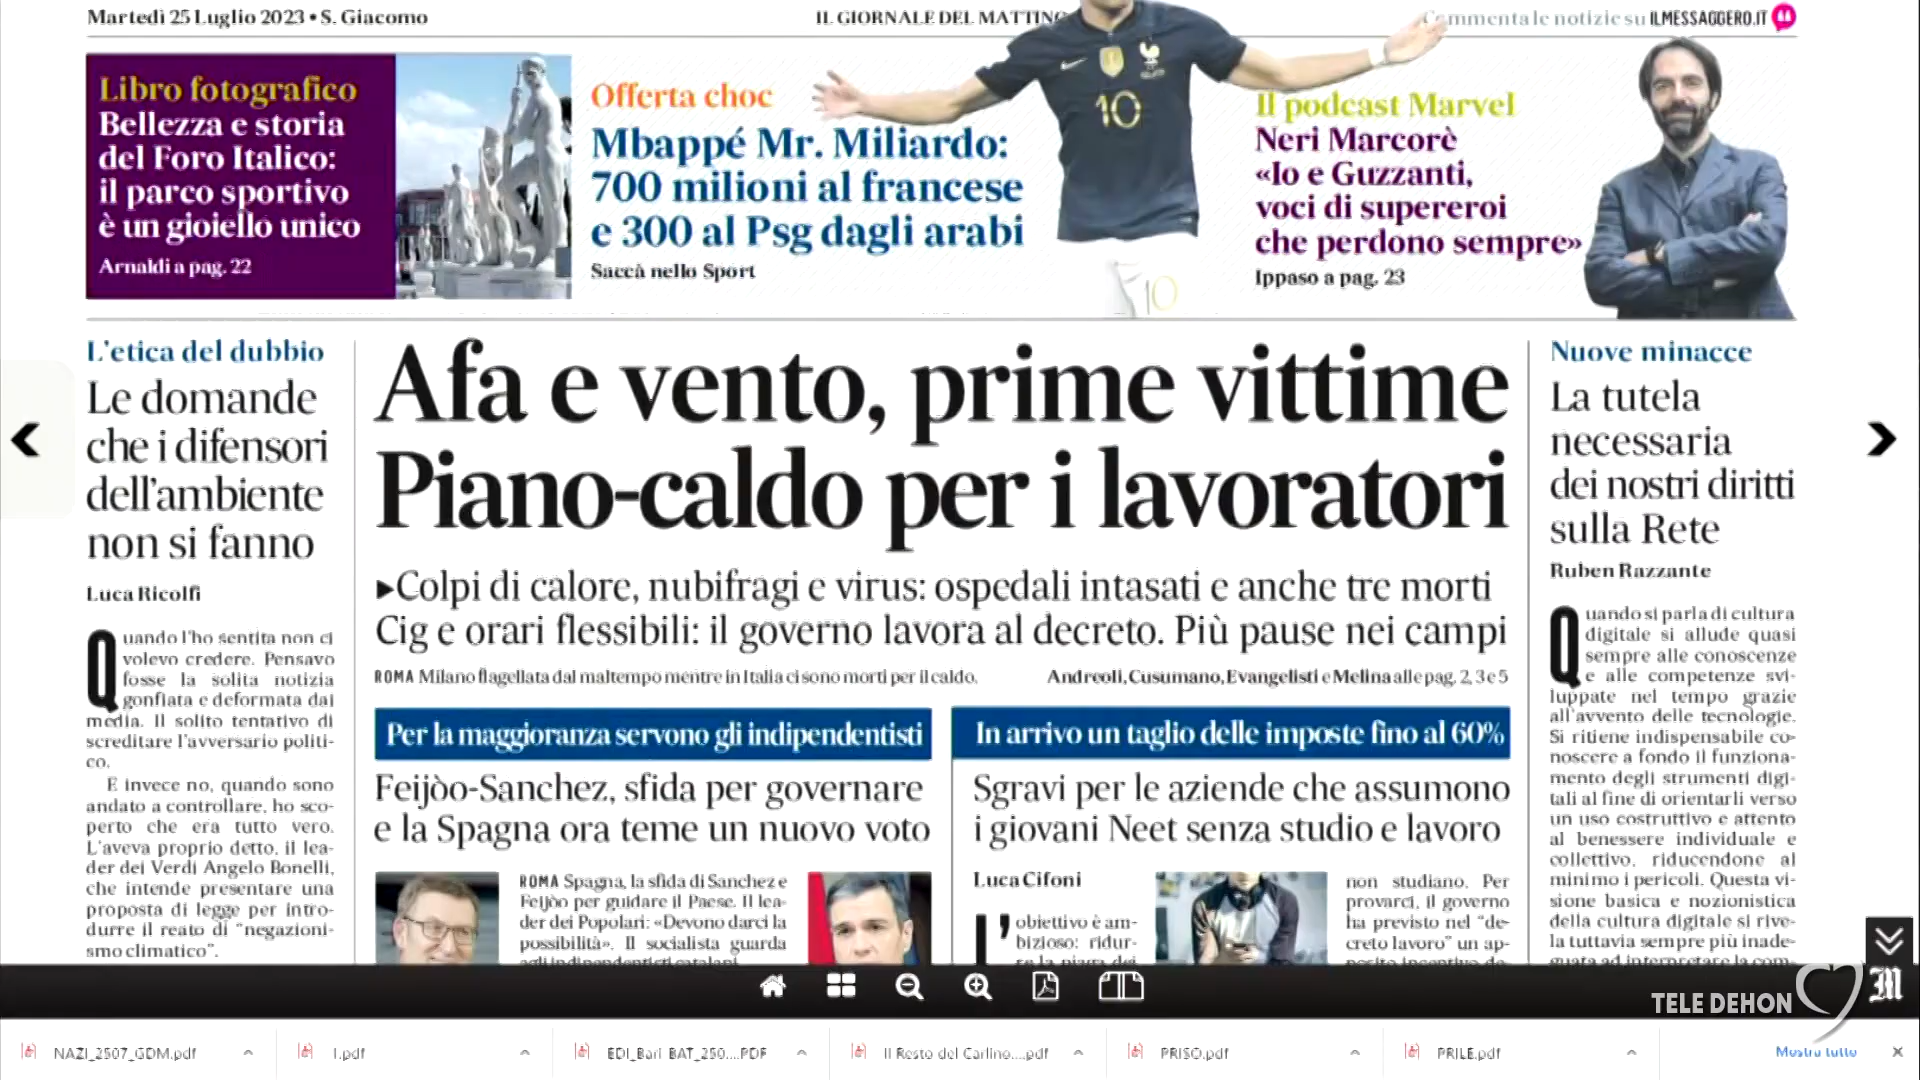 Martedì 25 Luglio 2023 • S. Giacomo
IL GIORNALE DEL MATTINO
Commenta le notizie su ILMESSAGGERO.IT
Libro fotografico
Bellezza e storia
del Foro Italico:
il parco sportivo
è un gioiello unico
Arnaldi a pag. 22
Offerta choc
Mbappé Mr. Miliardo:
700 milioni al francese
e 300 al Psg dagli arabi
Saccà nello Sport
10
10
Il podcast Marvel
Neri Marcorè
«Io e Guzzanti,
voci di supereroi
che perdono sempre»
Ippaso a pag. 23
L'etica del dubbio
Le domande
che i difensori
dell'ambiente
non si fanno
Luca Ricolfi
Quando l'ho sentita non ci
volevo credere. Pensavo
fosse la solita notizia
gonfiata e deformata dai
media. Il solito tentativo di
screditare l'avversario politi-
co.
E invece no, quando sono
andato a controllare, ho sco-
perto che era tutto vero.
L'aveva proprio detto, il lea-
der dei Verdi Angelo Bonelli,
che intende presentare una
proposta di legge per intro-
durre il reato di "negazioni-
smo climatico".
Afa e vento, prime vittime
Piano-caldo per i lavoratori
►Colpi di calore, nubifragi e virus: ospedali intasati e anche tre morti
Cig e orari flessibili: il governo lavora al decreto. Più pause nei campi
ROMA Milano flagellata dal maltempo mentre in Italia ci sono morti per il caldo.
Andreoli, Cusumano, Evangelisti e Melina alle pag. 2, 3 e 5
Per la maggioranza servono gli indipendentisti
Feijòo-Sanchez, sfida per governare
e la Spagna ora teme un nuovo voto
ROMA Spagna, la sfida di Sanchez e
Feijòo per guidare il Paese. Il lea-
der dei Popolari: «Devono darci la
possibilità». Il socialista guarda
agli indipendentisti catalani.
In arrivo un taglio delle imposte fino al 60%
Sgravi per le aziende che assumono
i giovani Neet senza studio e lavoro
Luca Cifoni
L'obiettivo è am-
bizioso: ridur-
re la piaga dei
non studiano. Per
provarci, il governo
ha previsto nel "de-
creto lavoro" un ap-
posito incentivo de-
Nuove minacce
La tutela
necessaria
dei nostri diritti
sulla Rete
Ruben Razzante
Quando si parla di cultura
digitale si allude quasi
sempre alle conoscenze
e alle competenze svi-
luppate nel tempo grazie
all'avvento delle tecnologie.
Si ritiene indispensabile co-
noscere a fondo il funziona-
mento degli strumenti digi-
tali al fine di orientarli verso
un uso costruttivo e attento
al benessere individuale e
collettivo, riducendone al
minimo i pericoli. Questa vi-
sione basica e nozionistica
della cultura digitale si rive-
la tuttavia sempre più inade-
guata ad interpretare la com-
TELE DEHON
M
NAZI_2507_GDM.pdf
1.pdf
EDI_Bari BAT_250....PDF
Il Resto del Carlino....pdf
PRISO.pdf
PRILE.pdf
Mostra tutto